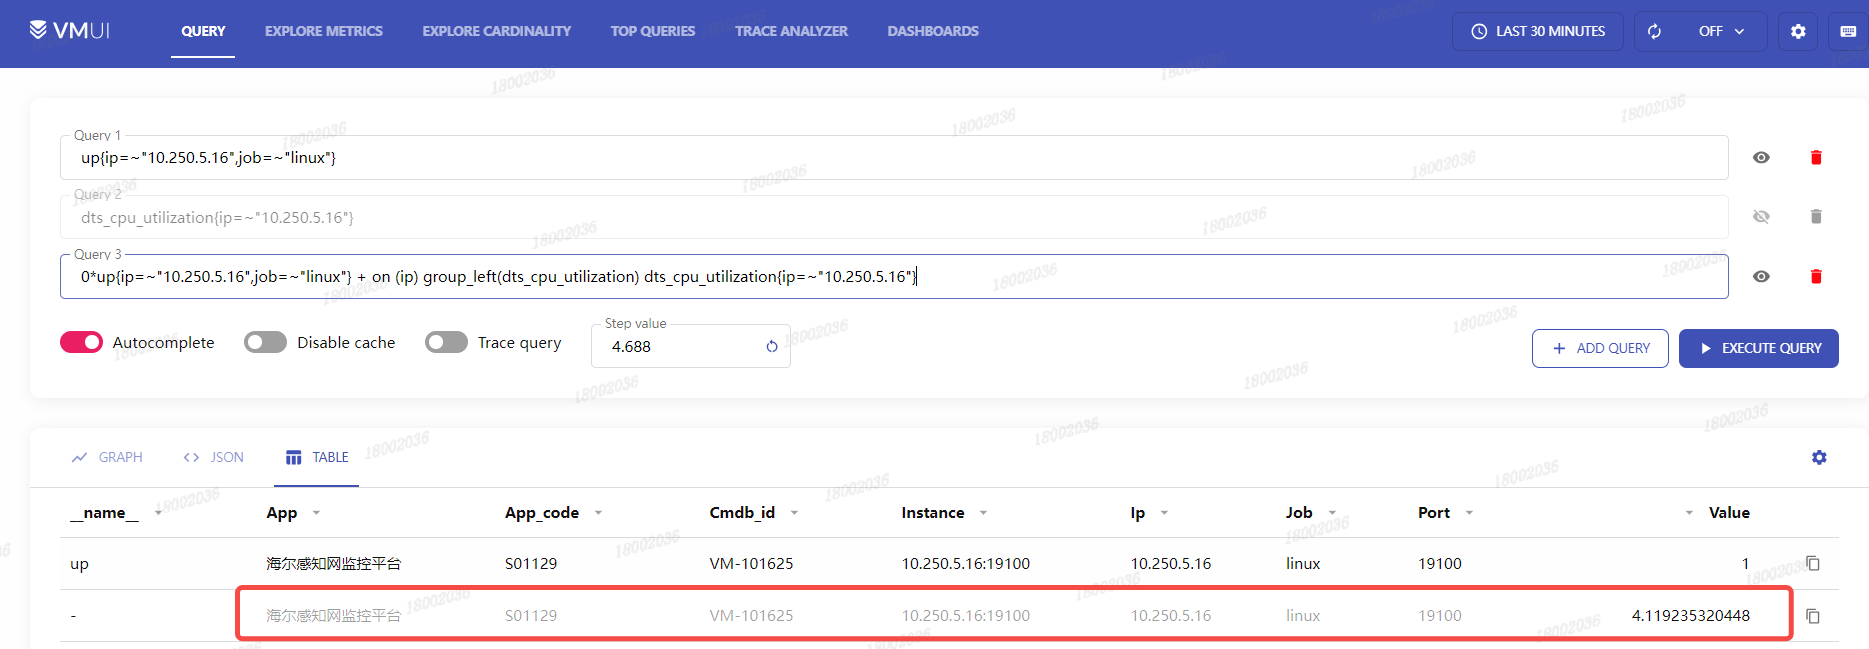 VMUI QUERY EXPLORE METRICS EXPLORE CARDINALITY TOP QUERIES TRACE ANALYZER DASHBOARDS LAST 30 MINUTES OFF
Query 1
up{ip=~"10.250.5.16",job=~"linux"}
Query 2
dts_cpu_utilization{ip=~"10.250.5.16"}
Query 3
0*up{ip=~"10.250.5.16",job=~"linux"} + on (ip) group_left(dts_cpu_utilization) dts_cpu_utilization{ip=~"10.250.5.16"}
Autocomplete Disable cache Trace query
Step value
4.688
ADD QUERY EXECUTE QUERY
GRAPH JSON TABLE
__name__ App App_code Cmdb_id Instance Ip Job Port Value
up 海尔感知网监控平台 S01129 VM-101625 10.250.5.16:19100 10.250.5.16 linux 19100 1
- 海尔感知网监控平台 S01129 VM-101625 10.250.5.16:19100 10.250.5.16 linux 19100 4.119235320448
18002036